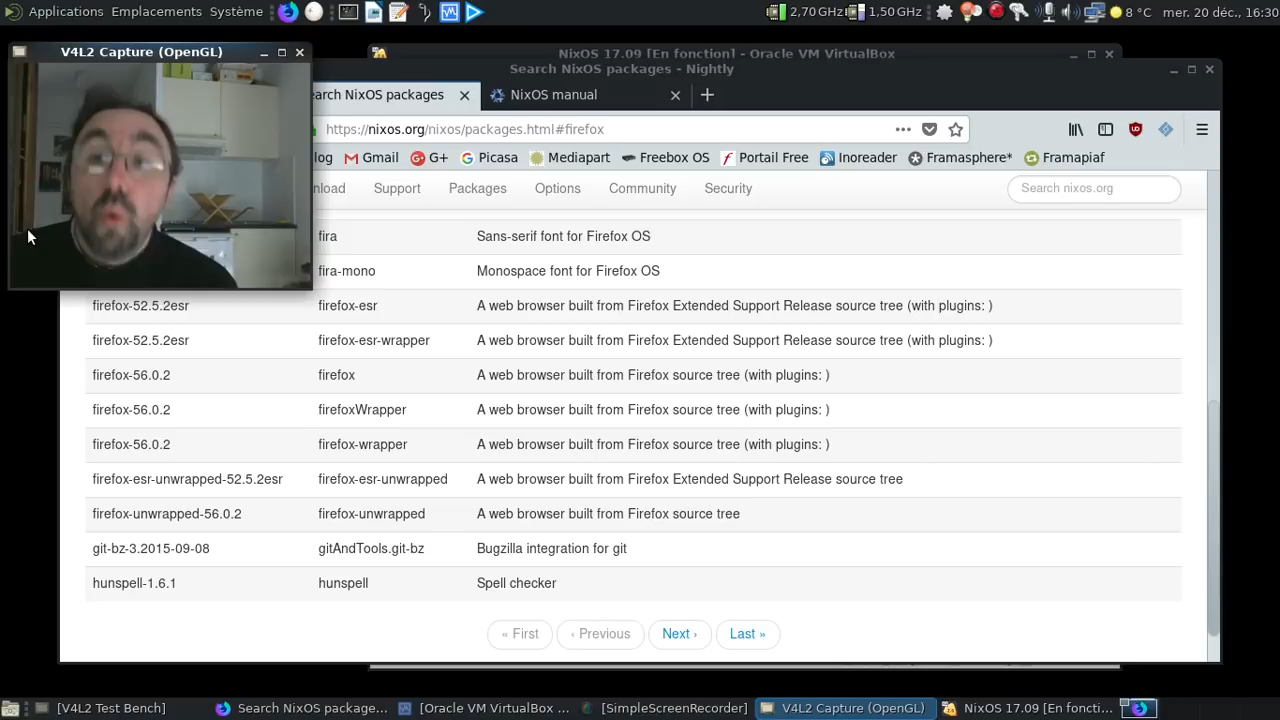 Applications Emplacements Système 2,70 GHz 1,50 GHz 8 °C mer. 20 déc., 16:30
V4L2 Capture (OpenGL)
NixOS 17.09 [En fonction] - Oracle VM VirtualBox
Search NixOS packages - Nightly
earch NixOS packages NixOS manual
https://nixos.org/nixos/packages.html#firefox
log Gmail G+ Picasa Mediapart Freebox OS Portail Free Inoreader Framasphere* Framapiaf
nload Support Packages Options Community Security Search nixos.org
fira Sans-serif font for Firefox OS
fira-mono Monospace font for Firefox OS
firefox-52.5.2esr firefox-esr A web browser built from Firefox Extended Support Release source tree (with plugins: )
firefox-52.5.2esr firefox-esr-wrapper A web browser built from Firefox Extended Support Release source tree (with plugins: )
firefox-56.0.2 firefox A web browser built from Firefox source tree (with plugins: )
firefox-56.0.2 firefoxWrapper A web browser built from Firefox source tree (with plugins: )
firefox-56.0.2 firefox-wrapper A web browser built from Firefox source tree (with plugins: )
firefox-esr-unwrapped-52.5.2esr firefox-esr-unwrapped A web browser built from Firefox Extended Support Release source tree
firefox-unwrapped-56.0.2 firefox-unwrapped A web browser built from Firefox source tree
git-bz-3.2015-09-08 gitAndTools.git-bz Bugzilla integration for git
hunspell-1.6.1 hunspell Spell checker
« First ‹ Previous Next › Last »
[V4L2 Test Bench] Search NixOS package... [Oracle VM VirtualBox ... [SimpleScreenRecorder] V4L2 Capture (OpenGL) NixOS 17.09 [En foncti...